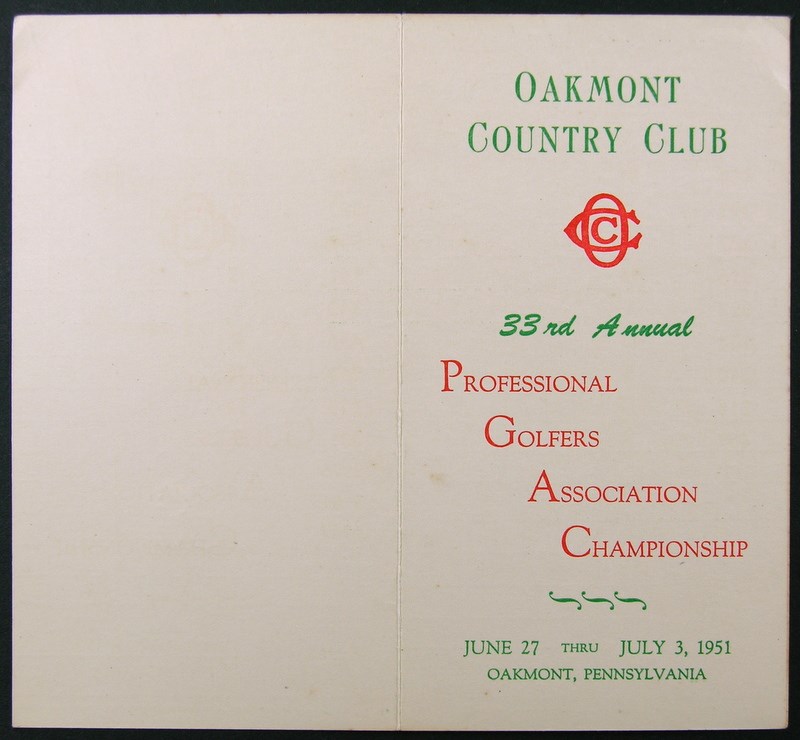 OAKMONT
COUNTRY CLUB
OCC
33rd Annual
PROFESSIONAL
GOLFERS
ASSOCIATION
CHAMPIONSHIP
JUNE 27 THRU JULY 3, 1951
OAKMONT, PENNSYLVANIA